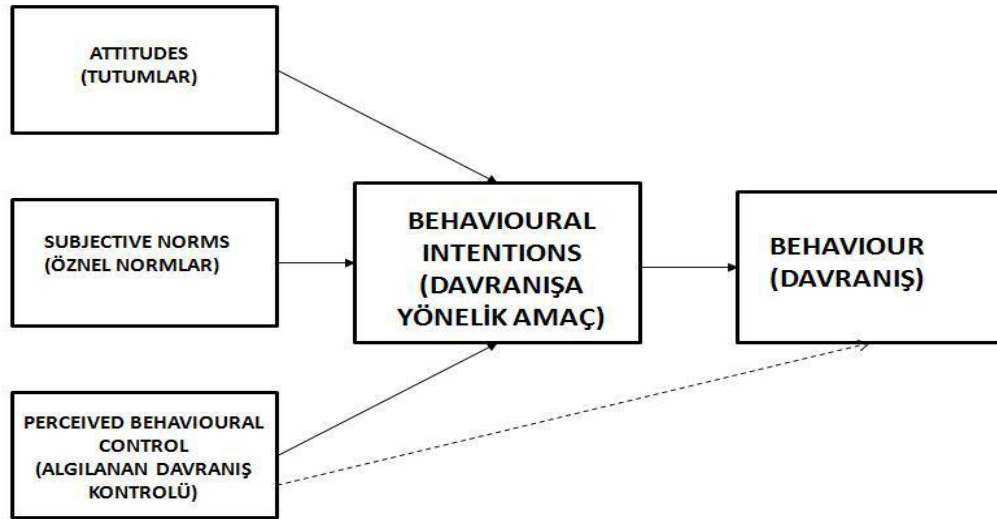 ATTITUDES
(TUTUMLAR)
SUBJECTIVE NORMS
(ÖZNEL NORMLAR)
PERCEIVED BEHAVIOURAL
CONTROL
(ALGILANAN DAVRANIŞ
KONTROLÜ)
BEHAVIOURAL
INTENTIONS
(DAVRANIŞA
YÖNELİK AMAÇ)
BEHAVIOUR
(DAVRANIŞ)